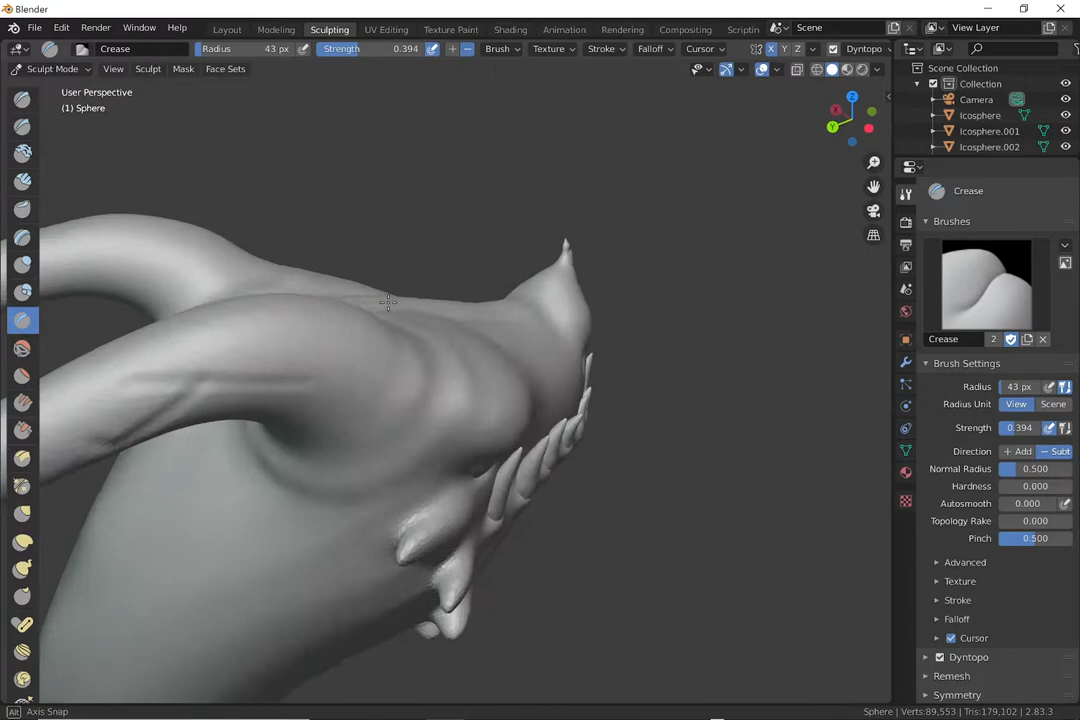 Blender
File Edit Render Window Help Layout Modeling Sculpting UV Editing Texture Paint Shading Animation Rendering Compositing Scriptin Scene View Layer
Crease Radius 43 px Strength 0.394 Brush Texture Stroke Falloff Cursor X Y Z Dyntopo
Sculpt Mode View Sculpt Mask Face Sets
User Perspective
(1) Sphere
Z
X
Y
Scene Collection
Collection
Camera
Icosphere
Icosphere.001
Icosphere.002
Crease
Brushes
Crease 2
Brush Settings
Radius 43 px
Radius Unit View Scene
Strength 0.394
Direction + Add − Subt
Normal Radius 0.500
Hardness 0.000
Autosmooth 0.000
Topology Rake 0.000
Pinch 0.500
Advanced
Texture
Stroke
Falloff
Cursor
Dyntopo
Remesh
Symmetry
Alt Axis Snap Sphere | Verts:89,553 | Tris:179,102 | 2.83.3